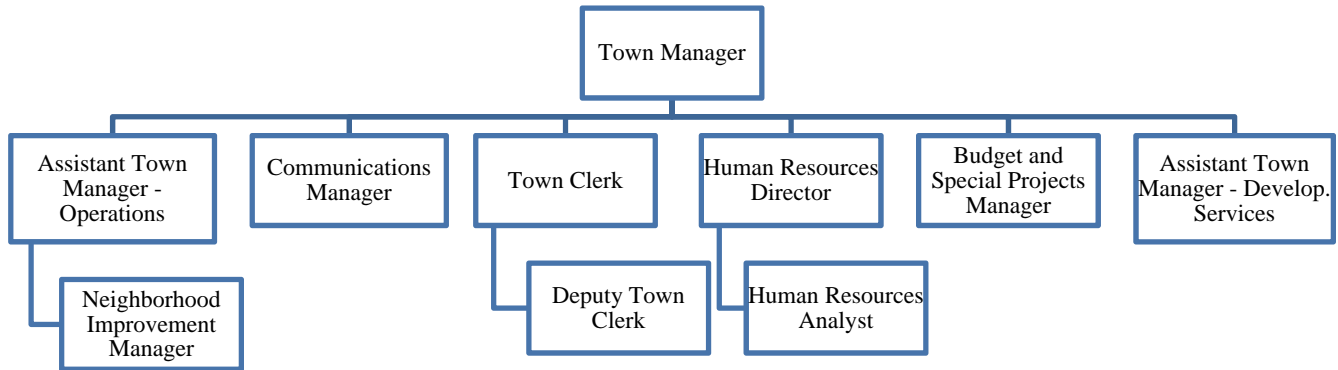 Town Manager
Assistant Town
Manager -
Operations
Communications
Manager
Town Clerk
Human Resources
Director
Budget and
Special Projects
Manager
Assistant Town
Manager - Develop.
Services
Neighborhood
Improvement
Manager
Deputy Town
Clerk
Human Resources
Analyst